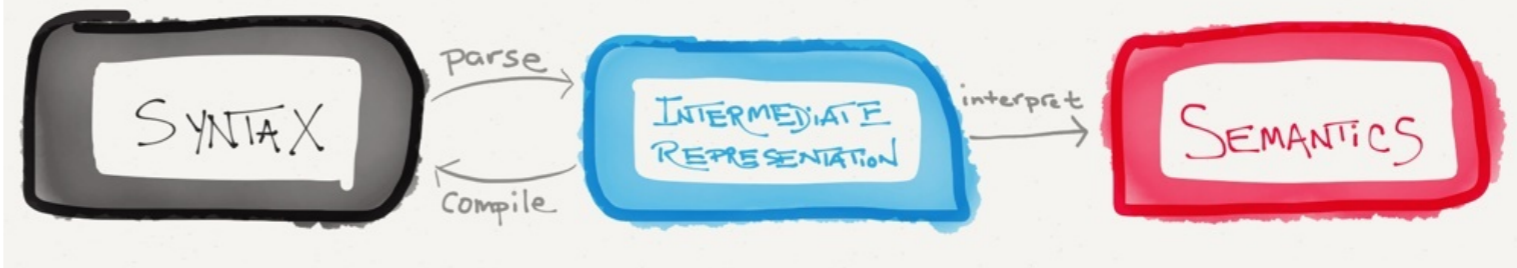 SYNTAX
parse
Compile
INTERMEDIATE
REPRESENTATION
interpret
SEMANTICS